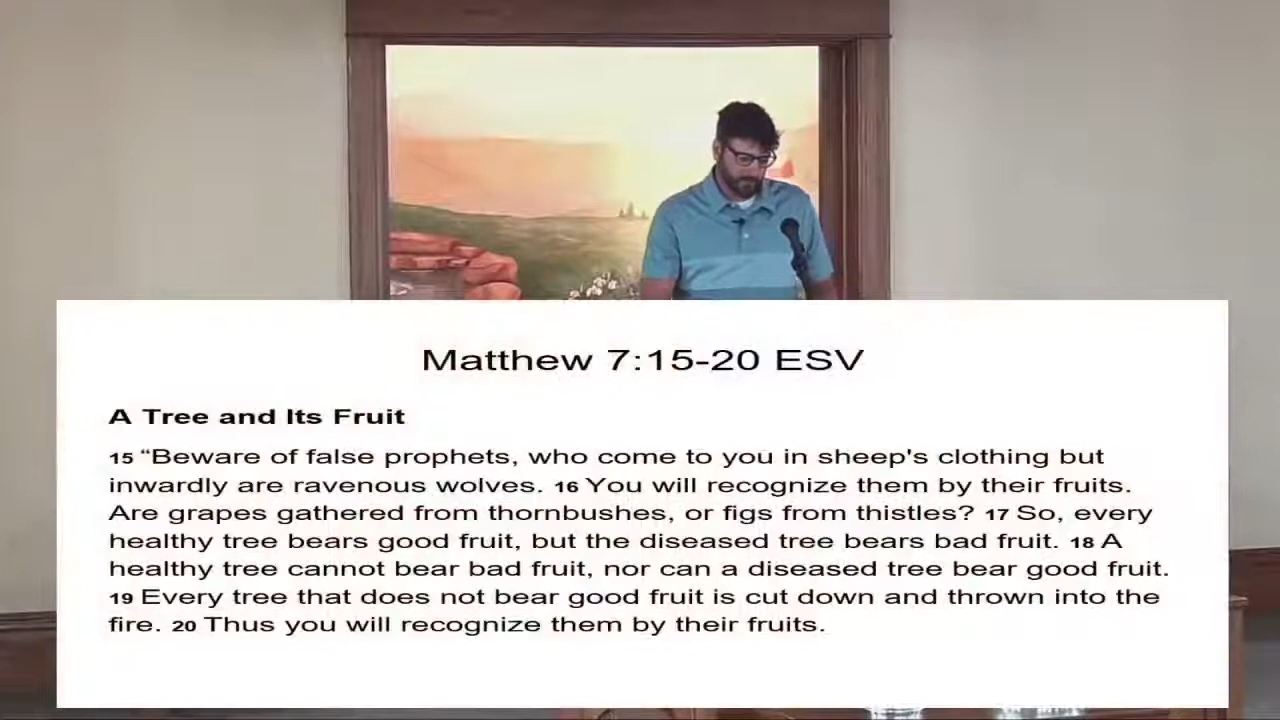 Matthew 7:15-20 ESV
A Tree and Its Fruit
15 “Beware of false prophets, who come to you in sheep's clothing but
inwardly are ravenous wolves. 16 You will recognize them by their fruits.
Are grapes gathered from thornbushes, or figs from thistles? 17 So, every
healthy tree bears good fruit, but the diseased tree bears bad fruit. 18 A
healthy tree cannot bear bad fruit, nor can a diseased tree bear good fruit.
19 Every tree that does not bear good fruit is cut down and thrown into the
fire. 20 Thus you will recognize them by their fruits.